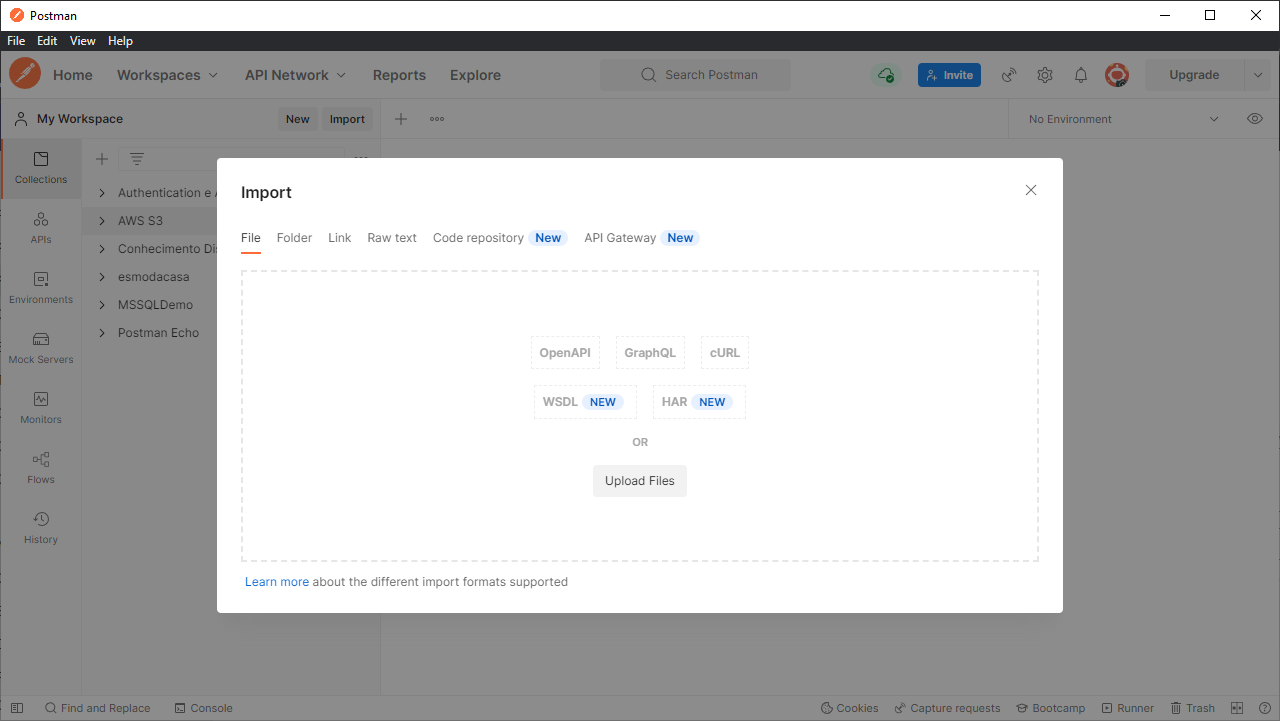 Postman
File Edit View Help
Home Workspaces API Network Reports Explore Search Postman Invite Upgrade
My Workspace New Import No Environment
Collections
APIs
Environments
Mock Servers
Monitors
Flows
History
Authentication e
AWS S3
Conhecimento
esmodacasa
MSSQLDemo
Postman Echo
Import
File Folder Link Raw text Code repository New API Gateway New
OpenAPI GraphQL cURL
WSDL NEW HAR NEW
OR
Upload Files
Learn more about the different import formats supported
Find and Replace Console Cookies Capture requests Bootcamp Runner Trash